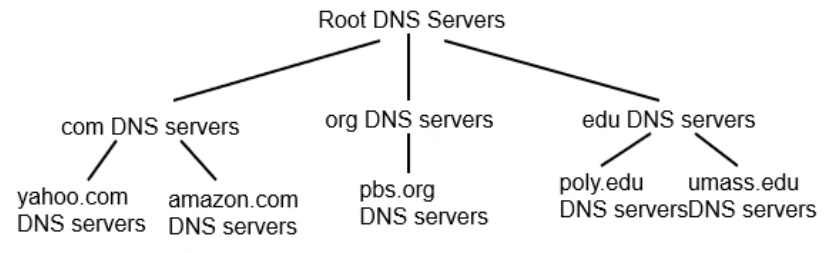 Root DNS Servers
com DNS servers
org DNS servers
edu DNS servers
yahoo.com
DNS servers
amazon.com
DNS servers
pbs.org
DNS servers
poly.edu
DNS servers
umass.edu
DNS servers